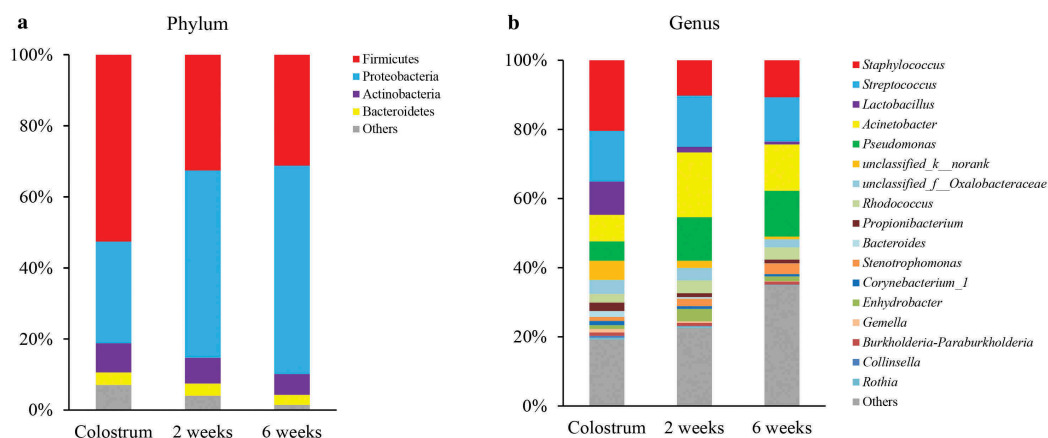 a
Phylum
100%
80%
60%
40%
20%
0%
Colostrum 2 weeks 6 weeks
Firmicutes
Proteobacteria
Actinobacteria
Bacteroidetes
Others
b
Genus
100%
80%
60%
40%
20%
0%
Colostrum 2 weeks 6 weeks
Staphylococcus
Streptococcus
Lactobacillus
Acinetobacter
Pseudomonas
unclassified_k__norank
unclassified_f__Oxalobacteraceae
Rhodococcus
Propionibacterium
Bacteroides
Stenotrophomonas
Corynebacterium_1
Enhydrobacter
Gemella
Burkholderia-Paraburkholderia
Collinsella
Rothia
Others